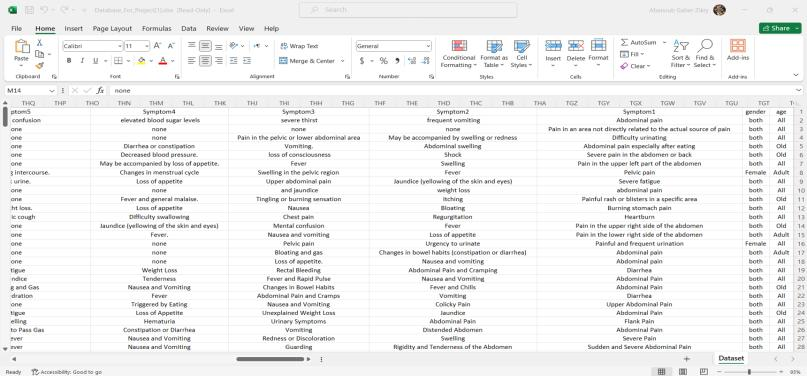 Database_For_Project1.xlsx (Read-Only) - Excel
Search
Abanoub Gaber Zikry
File Home Insert Page Layout Formulas Data Review View Help
Share
Calibri 11 Wrap Text General AutoSum
Paste Merge & Center Conditional Formatting Format as Table Cell Styles Insert Delete Format Fill Clear Sort & Filter Find & Select Add-ins
Clipboard Font Alignment Number Styles Cells Editing Add-ins
M14 fx none
THQ THP THO THN THM THL THK THJ THI THH THG THF THE THD THC THB THA TGZ TGY TGX TGW TGV TGU TGT
ptom5 Symptom4 Symptom3 Symptom2 Symptom1 gender age 1
confusion elevated blood sugar levels severe thirst frequent vomiting Abdominal pain both All 2
one none none none Pain in an area not directly related to the actual source of pain both All 3
one none Pain in the pelvic or lower abdominal area May be accompanied by swelling or redness Difficulty urinating both All 4
one Diarrhea or constipation Vomiting. Abdominal swelling Abdominal pain especially after eating both Old 5
one Decreased blood pressure. loss of consciousness Shock Severe pain in the abdomen or back both Old 6
one May be accompanied by loss of appetite. Fever Swelling Pain in the upper left part of the abdomen both All 7
g intercourse. Changes in menstrual cycle Swelling in the pelvic region Fever Pelvic pain Female Adult 8
: urine. Loss of appetite Upper abdominal pain Jaundice (yellowing of the skin and eyes) Severe fatigue both All 9
one none and jaundice weight loss abdominal pain both All 10
one Fever and general malaise. Tingling or burning sensation Itching Painful rash or blisters in a specific area both Old 11
ht loss. Loss of appetite Nausea Bloating Burning stomach pain both All 12
ic cough Difficulty swallowing Chest pain Regurgitation Heartburn both All 13
one Jaundice (yellowing of the skin and eyes) Mental confusion Fever Pain in the upper right side of the abdomen both Old 14
one Fever. Nausea and vomiting Loss of appetite Pain in the lower right side of the abdomen both Adult 15
one none Pelvic pain Urgency to urinate Painful and frequent urination Female All 16
one none Bloating and gas Changes in bowel habits (constipation or diarrhea) Abdominal pain both Adult 17
one none Loss of appetite. Nausea and vomiting Abdominal pain both All 18
tigue Weight Loss Rectal Bleeding Abdominal Pain and Cramping Diarrhea both All 19
ndice Tenderness Fever and Rapid Pulse Nausea and Vomiting Abdominal Pain both All 20
g and Gas Nausea and Vomiting Changes in Bowel Habits Fever and Chills Abdominal Pain both Old 21
dration Fever Abdominal Pain and Cramps Vomiting Diarrhea both All 22
one Triggered by Eating Nausea and Vomiting Colicky Pain Upper Abdominal Pain both All 23
tigue Loss of Appetite Unexplained Weight Loss Jaundice Abdominal Pain both Old 24
elling Hematuria Urinary Symptoms Abdominal Pain Flank Pain both All 25
to Pass Gas Constipation or Diarrhea Vomiting Distended Abdomen Abdominal Pain both All 26
ever Nausea and Vomiting Redness or Discoloration Swelling Severe Pain both All 27
ever Nausea and Vomiting Guarding Rigidity and Tenderness of the Abdomen Sudden and Severe Abdominal Pain both All 28
Dataset
Ready Accessibility: Good to go 93%